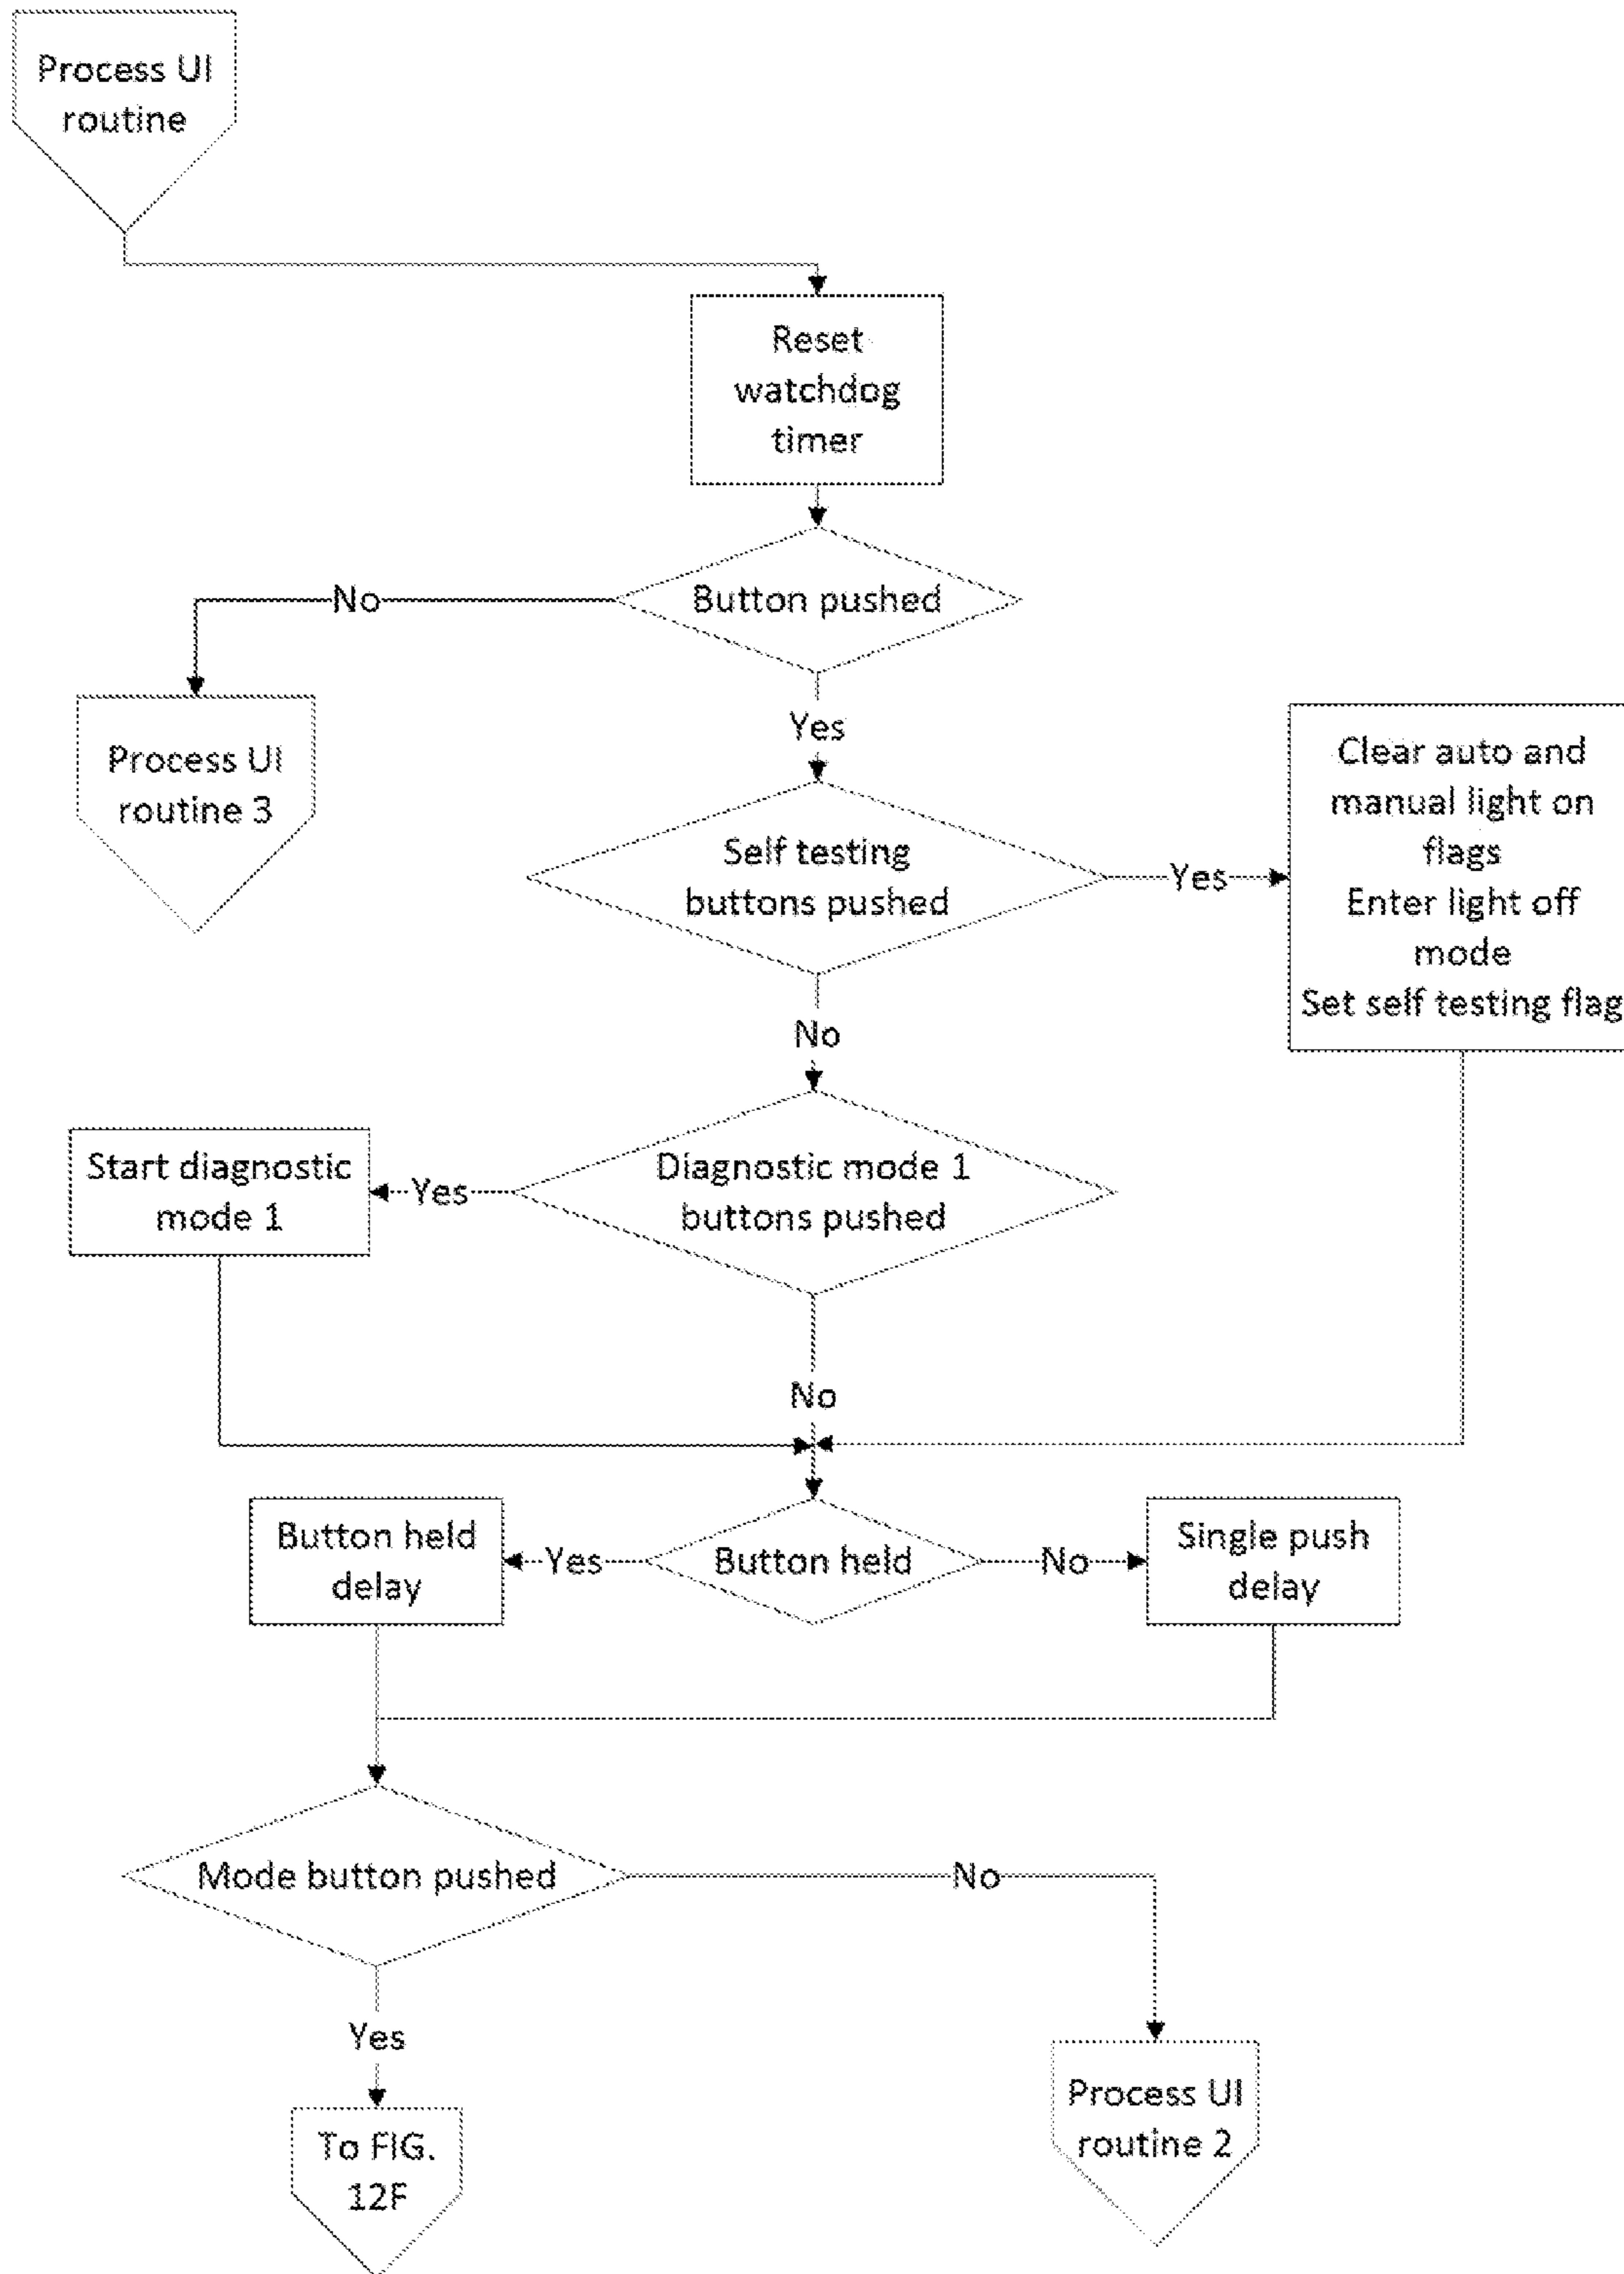 Process UI
routine
Reset
watchdog
timer
Button pushed
No
Yes
Process UI
routine 3
Self testing
buttons pushed
Yes
Clear auto and
manual light on
flags
Enter light off
mode
Set self testing flag
No
Diagnostic mode 1
buttons pushed
Yes
Start diagnostic
mode 1
No
Button held
Yes
Button held
delay
No
Single push
delay
Mode button pushed
No
Yes
Process UI
routine 2
To FIG.
12F